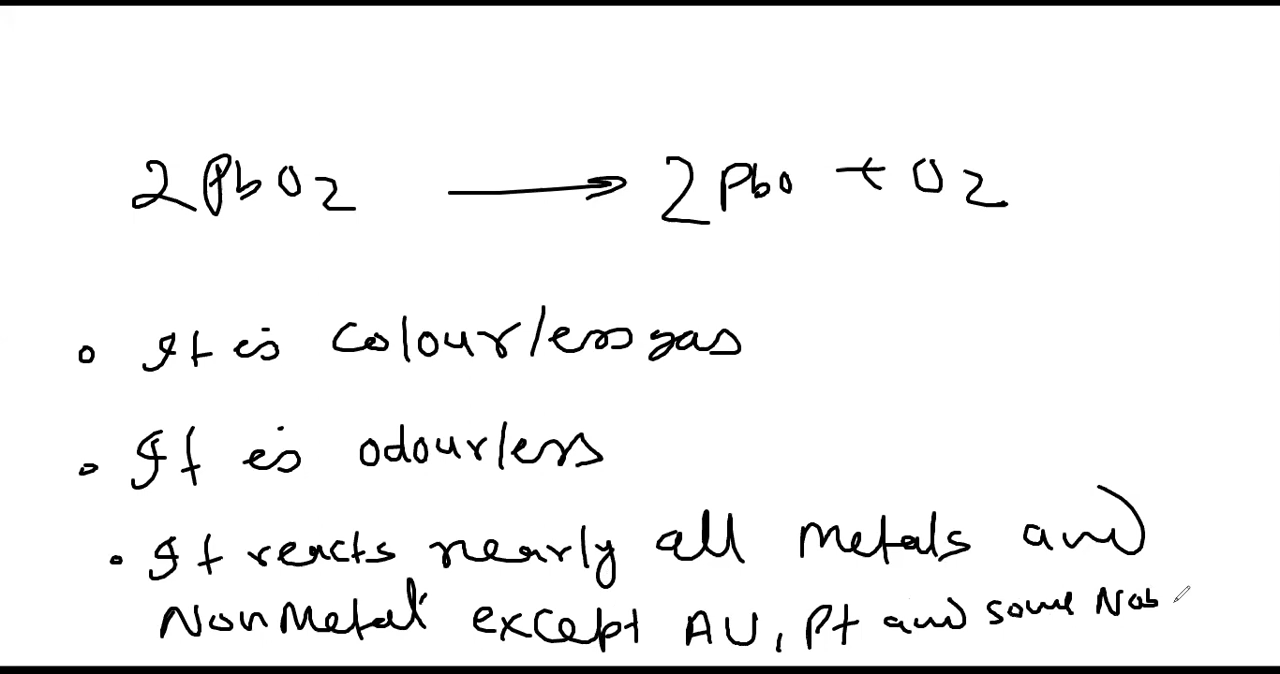 2PbO2 ⟶ 2PbO + O2
• It is colourless gas
• It is odourless
• It reacts nearly all metals and
NonMetal except AU, Pt and some Nob